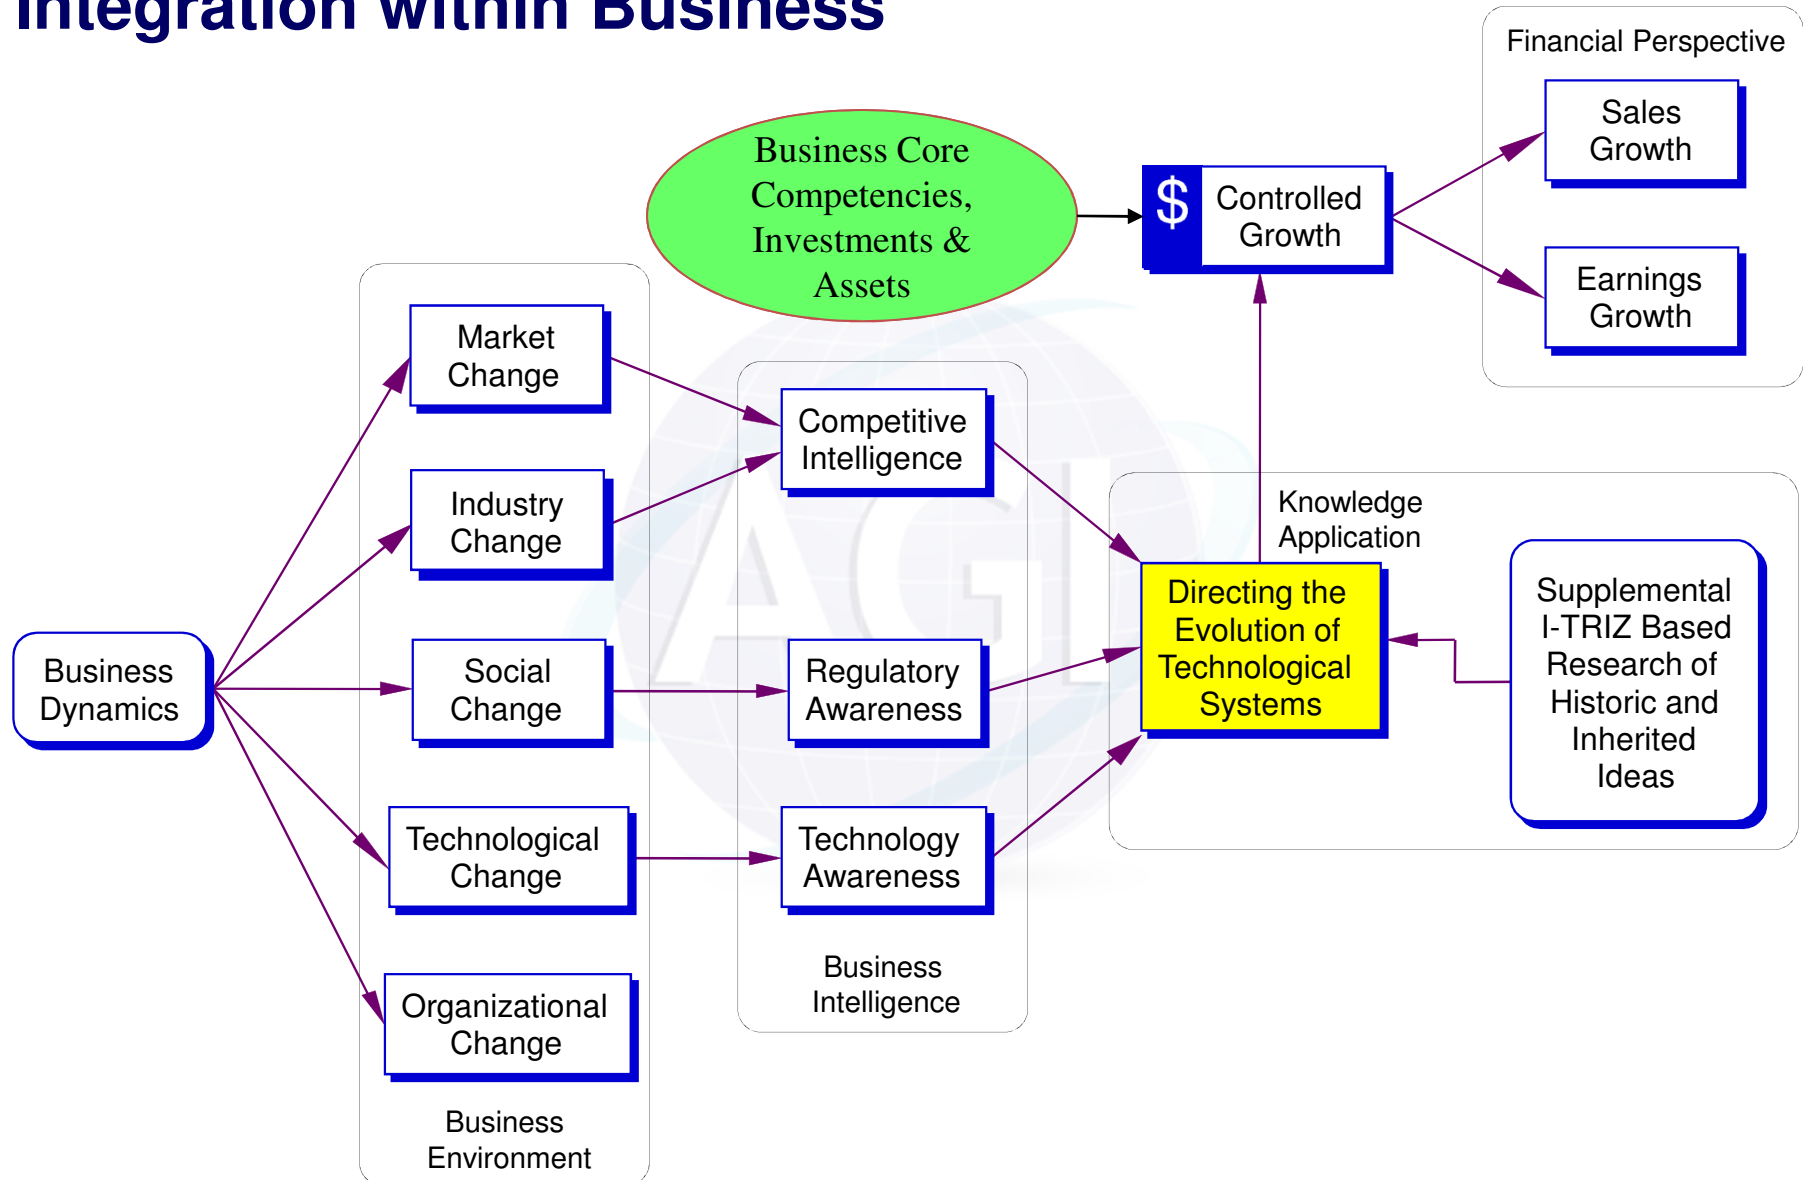 Integration within Business
Financial Perspective
Sales
Growth
Earnings
Growth
Business Core
Competencies,
Investments &
Assets
$
Controlled
Growth
Market
Change
Industry
Change
Social
Change
Technological
Change
Organizational
Change
Business
Environment
Business
Dynamics
Competitive
Intelligence
Regulatory
Awareness
Technology
Awareness
Business
Intelligence
Knowledge
Application
Directing the
Evolution of
Technological
Systems
Supplemental
I-TRIZ Based
Research of
Historic and
Inherited
Ideas
AGI